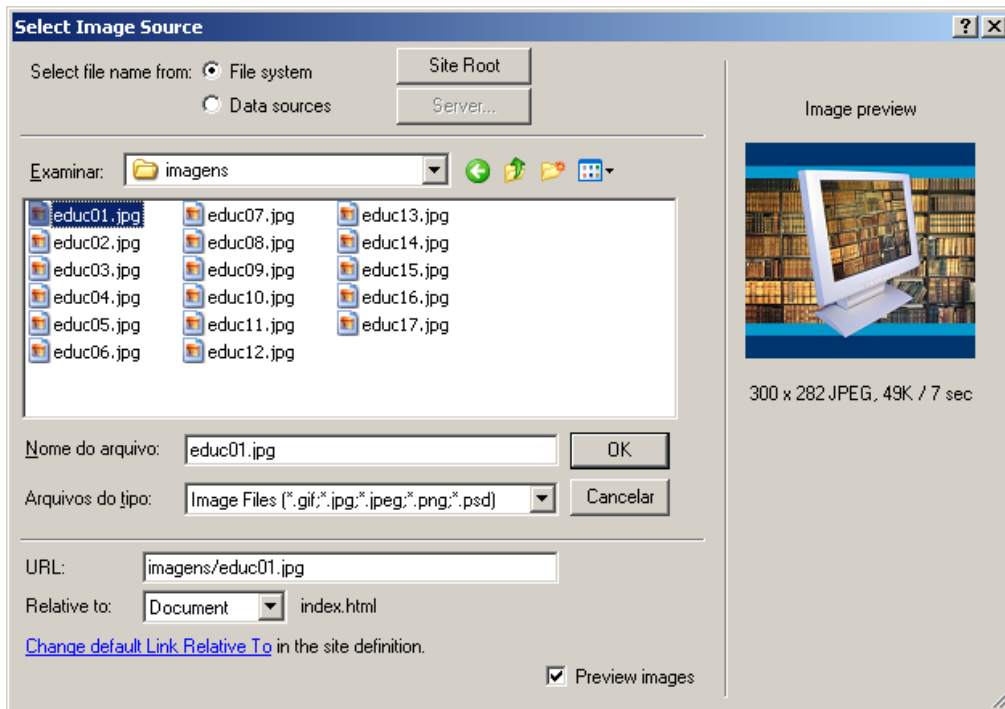 Select Image Source
Select file name from: File system Site Root
Data sources Server...
Image preview
Examinar: imagens
educ01.jpg educ07.jpg educ13.jpg
educ02.jpg educ08.jpg educ14.jpg
educ03.jpg educ09.jpg educ15.jpg
educ04.jpg educ10.jpg educ16.jpg
educ05.jpg educ11.jpg educ17.jpg
educ06.jpg educ12.jpg
300 x 282 JPEG, 49K / 7 sec
Nome do arquivo: educ01.jpg OK
Arquivos do tipo: Image Files (*.gif;*.jpg;*.jpeg;*.png;*.psd) Cancelar
URL: imagens/educ01.jpg
Relative to: Document index.html
Change default Link Relative To in the site definition.
Preview images